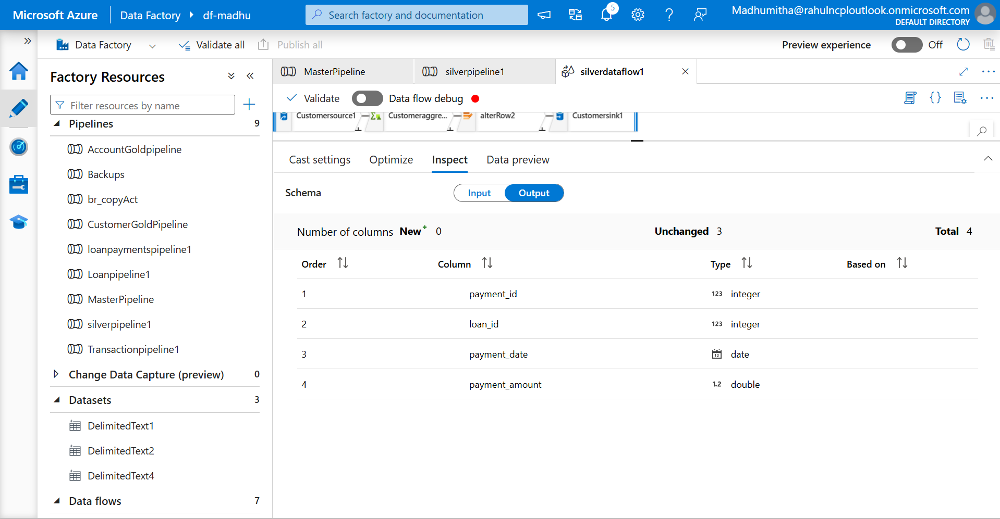 Microsoft Azure
Data Factory
df-madhu
Search factory and documentation
5
Madhumitha@rahulncploutlook.onmicrosoft.com
DEFAULT DIRECTORY
Data Factory
Validate all
Publish all
Preview experience
Off
Factory Resources
Filter resources by name
Pipelines 9
AccountGoldpipeline
Backups
br_copyAct
CustomerGoldPipeline
loanpaymentspipeline1
Loanpipeline1
MasterPipeline
silverpipeline1
Transactionpipeline1
Change Data Capture (preview) 0
Datasets 3
DelimitedText1
DelimitedText2
DelimitedText4
Data flows 7
MasterPipeline
silverpipeline1
silverdataflow1
Validate
Data flow debug
Customersource1
Customeraggre...
alterRow2
Customersink1
Cast settings
Optimize
Inspect
Data preview
Schema
Input
Output
Number of columns New+ 0 Unchanged 3 Total 4
Order Column Type Based on
1 payment_id 123 integer
2 loan_id 123 integer
3 payment_date 12 date
4 payment_amount 1.2 double